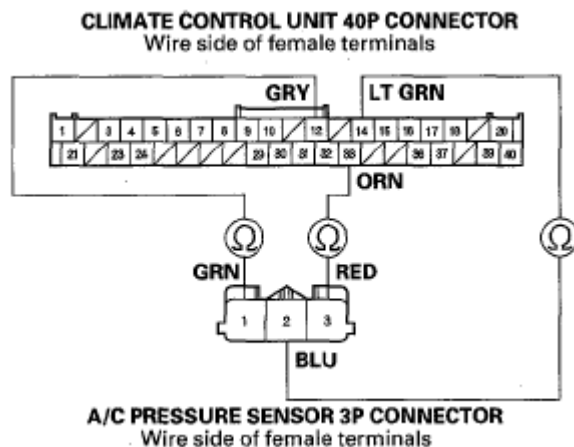 CLIMATE CONTROL UNIT 40P CONNECTOR
Wire side of female terminals
GRY LT GRN
1 3 4 5 6 7 8 9 10 12 14 15 16 17 18 20
21 23 24 29 30 31 32 33 36 37 39 40
ORN
Ω Ω Ω
GRN RED
1 2 3
BLU
A/C PRESSURE SENSOR 3P CONNECTOR
Wire side of female terminals